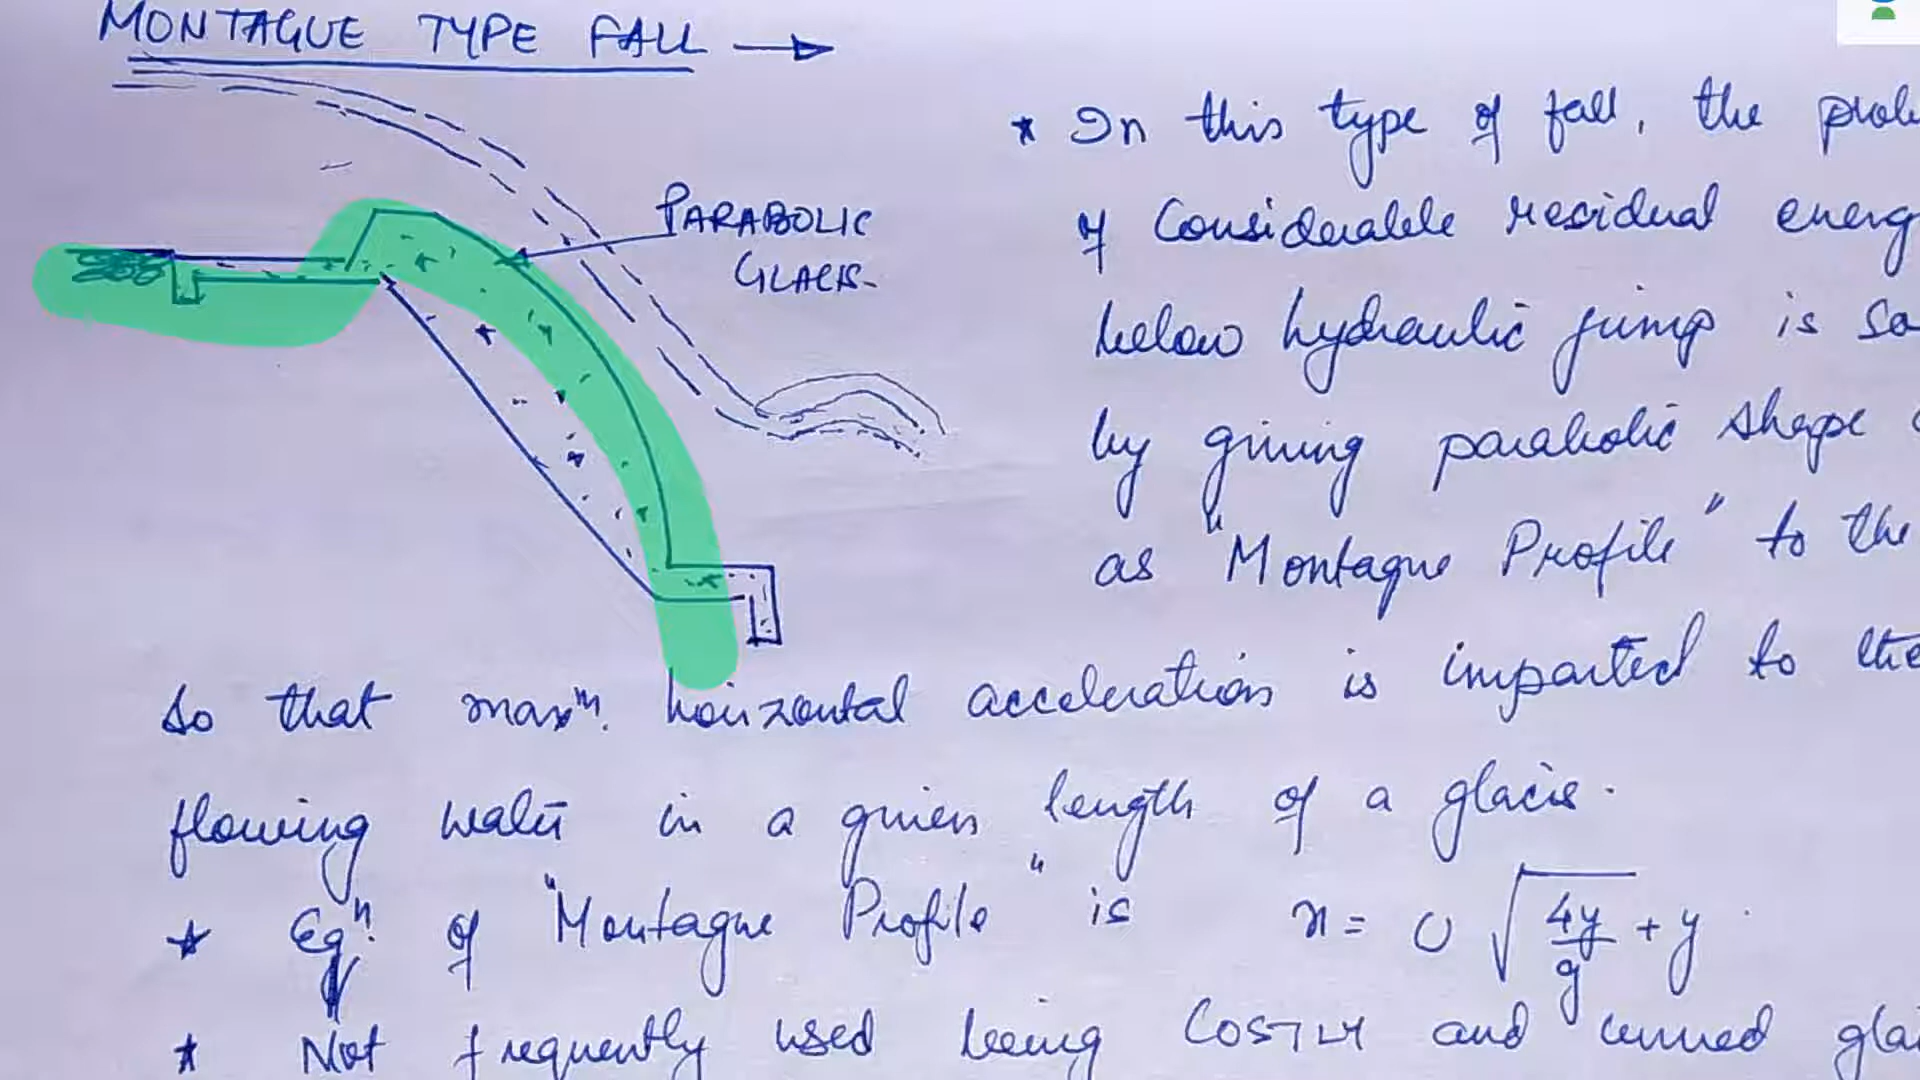 MONTAGUE TYPE FALL
PARABOLIC
GLACIS
* In this type of fall, the
of Considerable residual
below hydraulic jump is
by giving parabolic shape
as "Montague Profile" to the
So that maxm. horizontal acceleration is imparted to the
flowing water in a given length of a glacis.
* Eqn. of "Montague Profile" is x = U √4y/g + y
* Not frequently used being COSTLY and